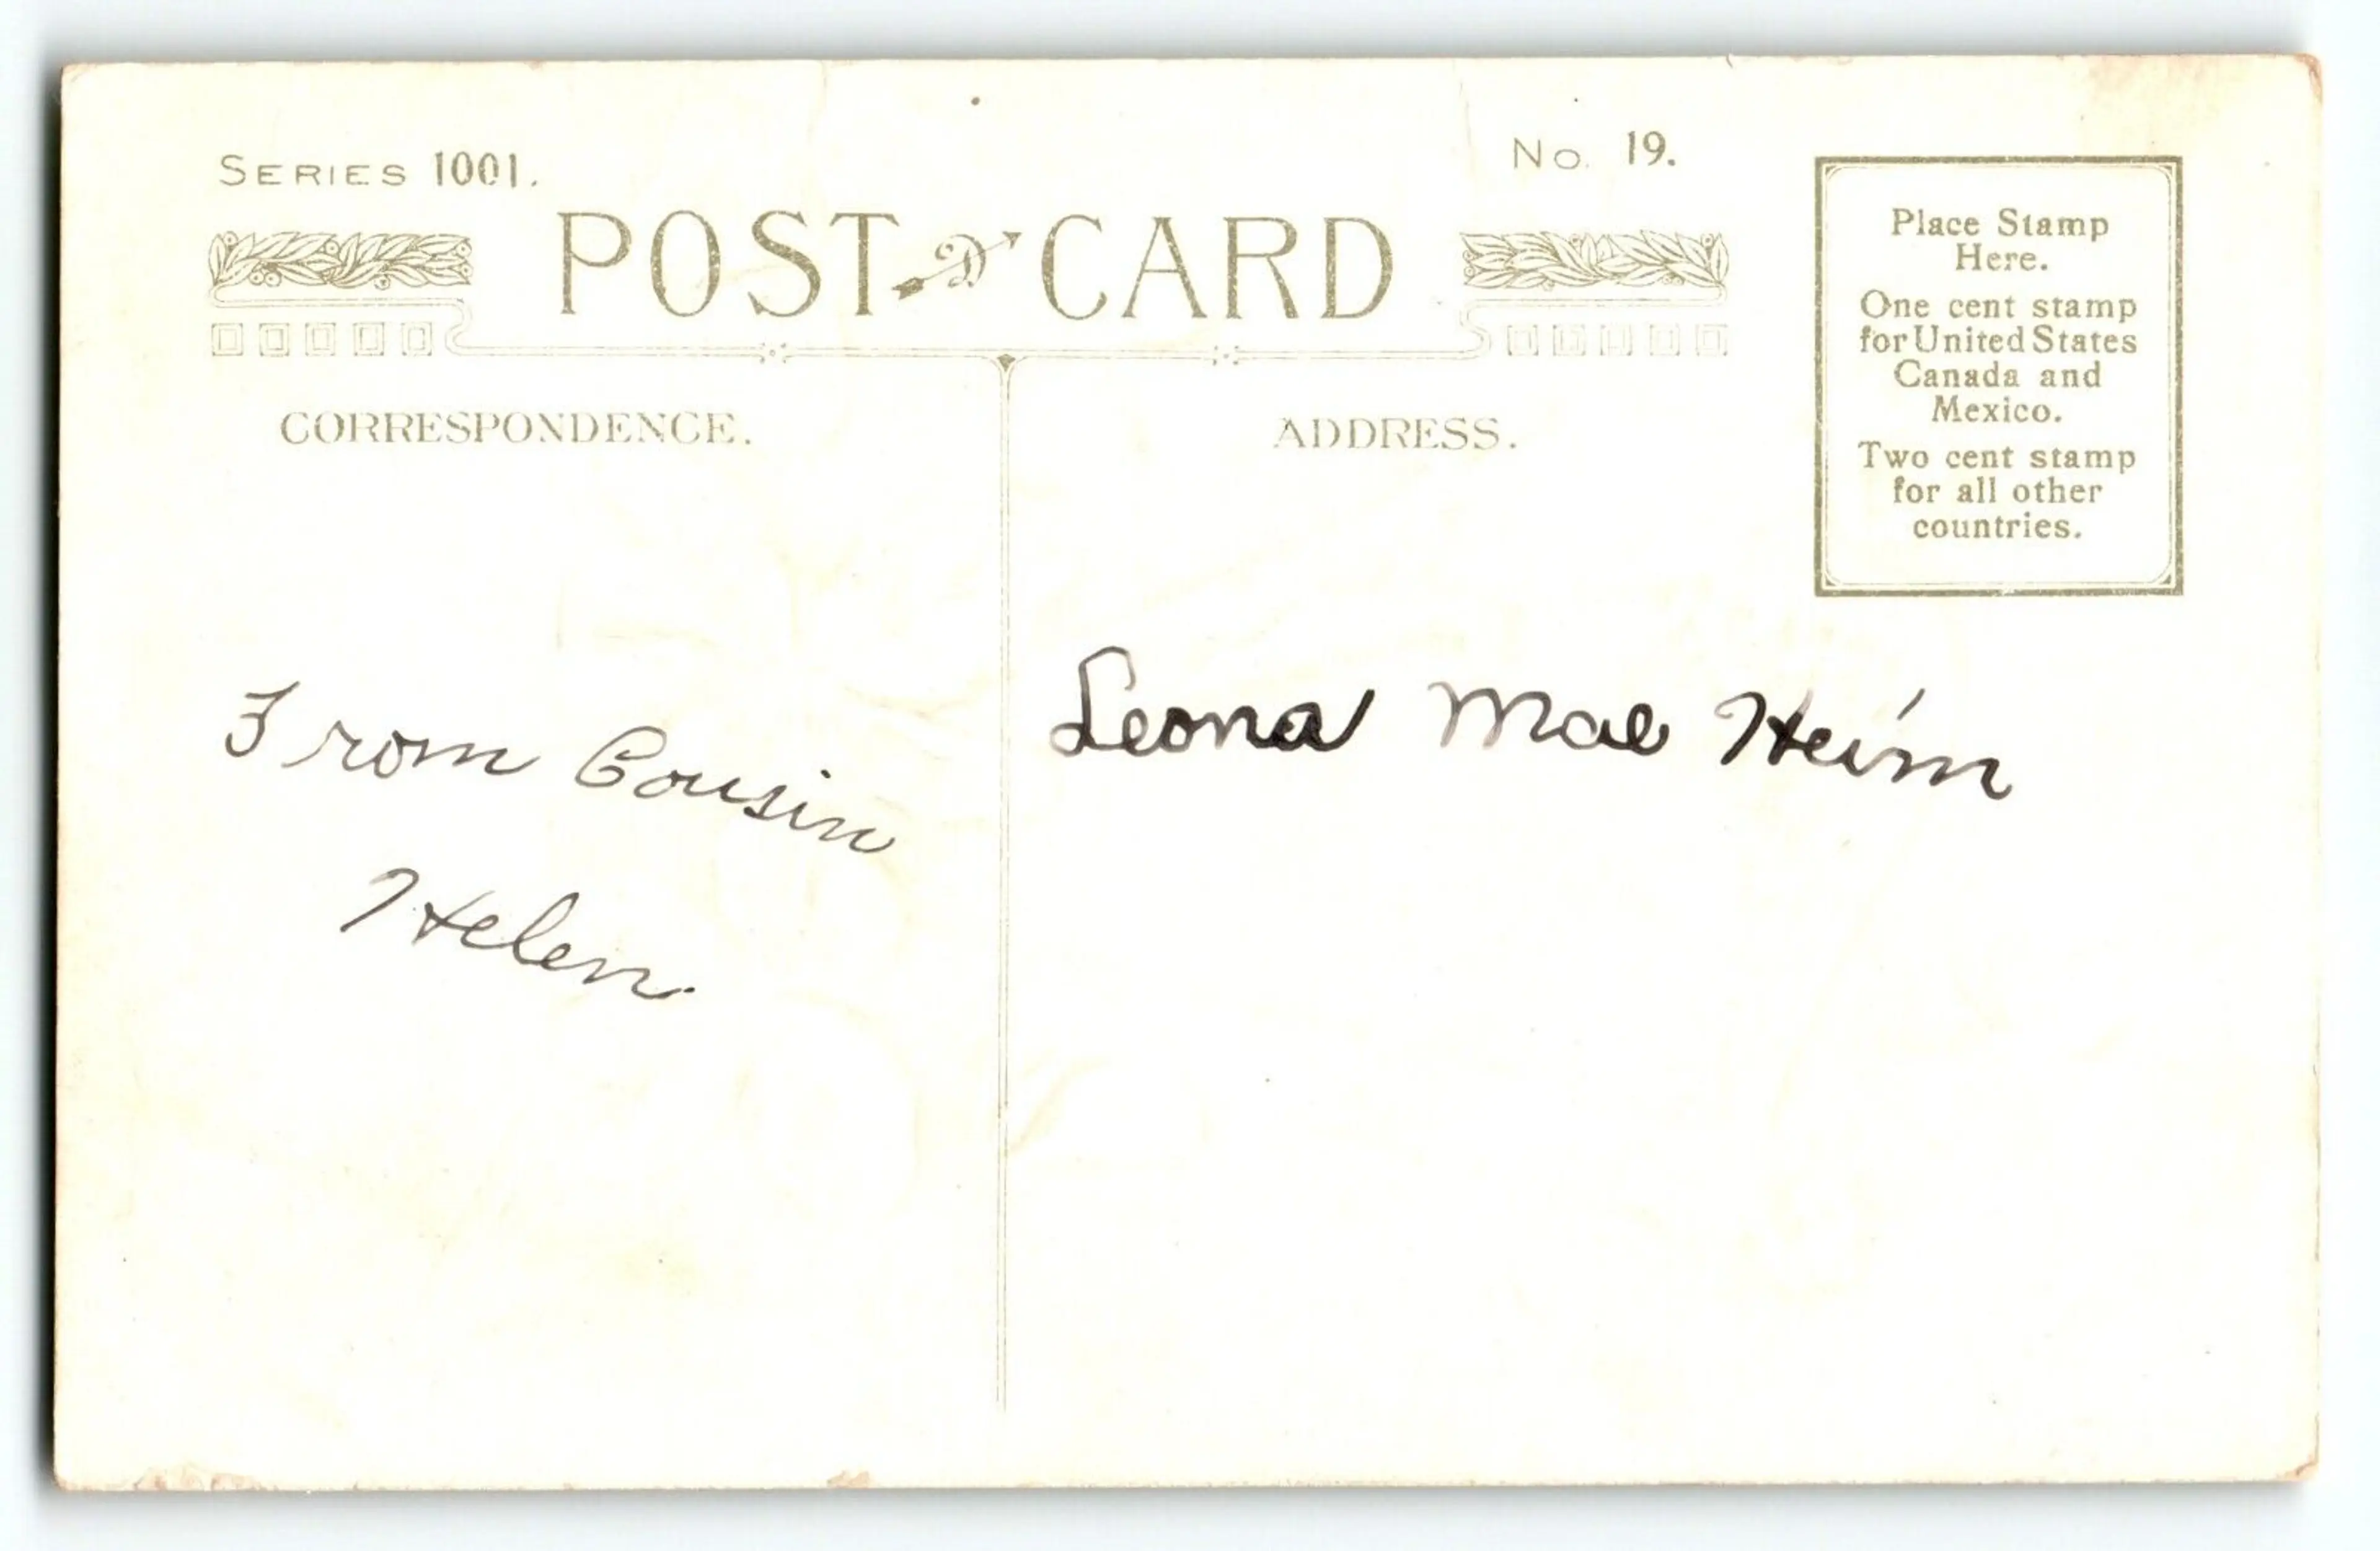 SERIES 1001.
No. 19.
POST CARD
Place Stamp
Here.
One cent stamp
for United States
Canada and
Mexico.
Two cent stamp
for all other
countries.
CORRESPONDENCE.
ADDRESS.
From Cousin
Helen.
Leona Mae Heim